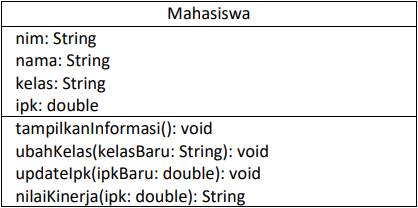 Mahasiswa
nim: String
nama: String
kelas: String
ipk: double
tampilkanInformasi(): void
ubahKelas(kelasBaru: String): void
updateIpk(ipkBaru: double): void
nilaiKinerja(ipk: double): String